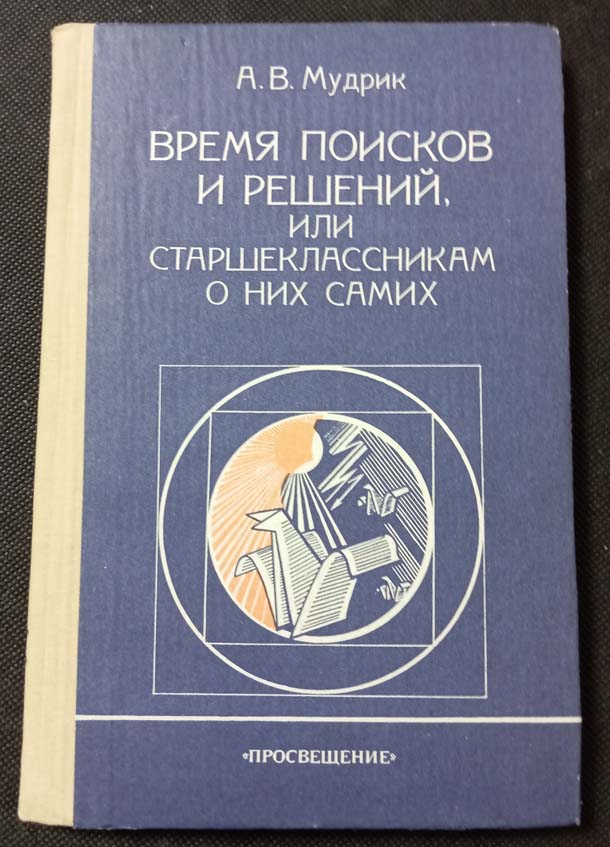 А. В. Мудрик
ВРЕМЯ ПОИСКОВ
И РЕШЕНИЙ,
ИЛИ
СТАРШЕКЛАССНИКАМ
О НИХ САМИХ
«ПРОСВЕЩЕНИЕ»